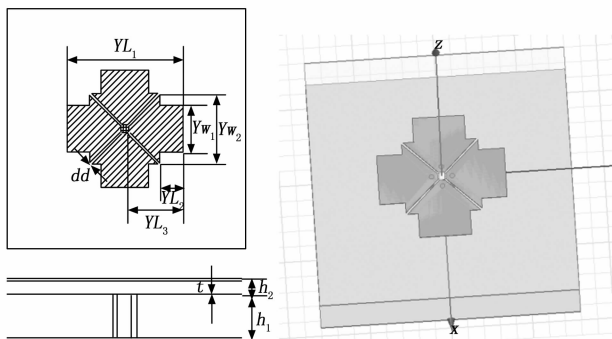 YL₁
Yw₁
Yw₂
dd
YL₂
YL₃
t
h₂
h₁
z
x